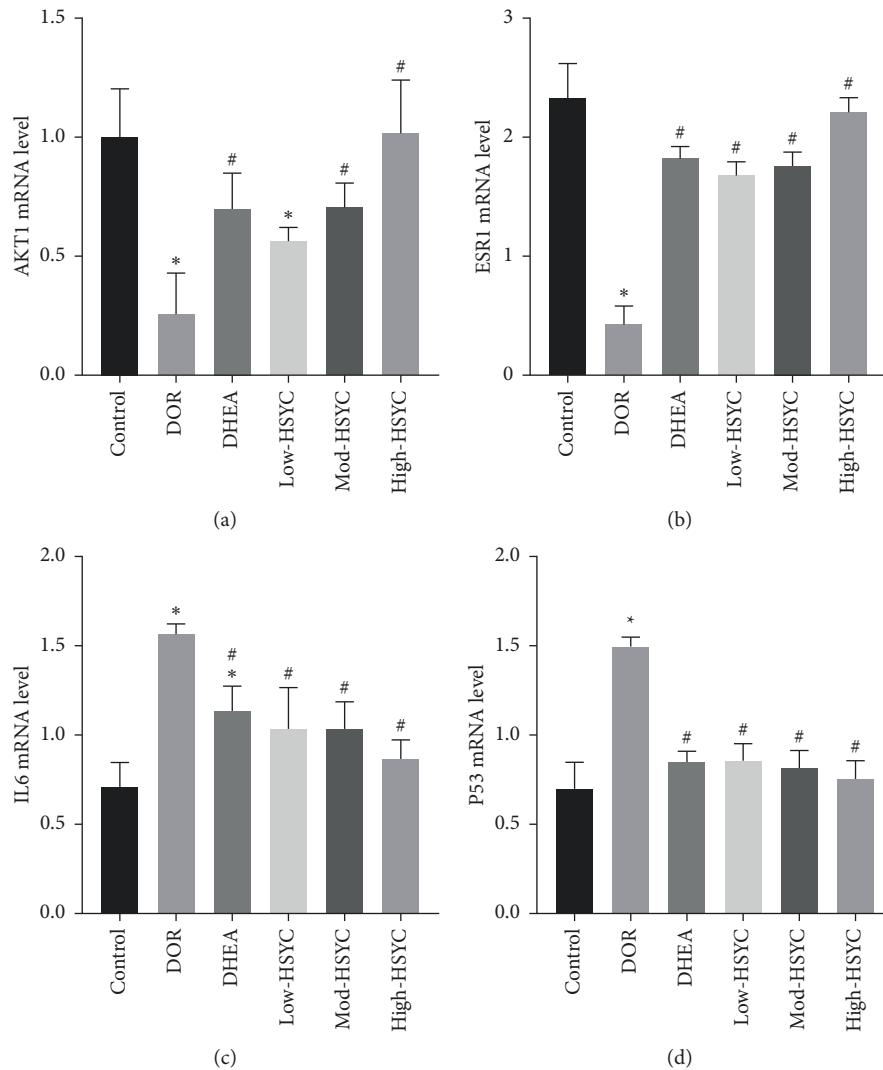 AKT1 mRNA level
1.5
1.0
0.5
0.0
*
#
*
#
#
Control
DOR
DHEA
Low-HSYC
Mod-HSYC
High-HSYC
(a)
ESR1 mRNA level
3
2
1
0
*
#
#
#
#
Control
DOR
DHEA
Low-HSYC
Mod-HSYC
High-HSYC
(b)
IL6 mRNA level
2.0
1.5
1.0
0.5
0.0
*
#
*
#
#
#
Control
DOR
DHEA
Low-HSYC
Mod-HSYC
High-HSYC
(c)
P53 mRNA level
2.0
1.5
1.0
0.5
0.0
*
#
#
#
#
Control
DOR
DHEA
Low-HSYC
Mod-HSYC
High-HSYC
(d)